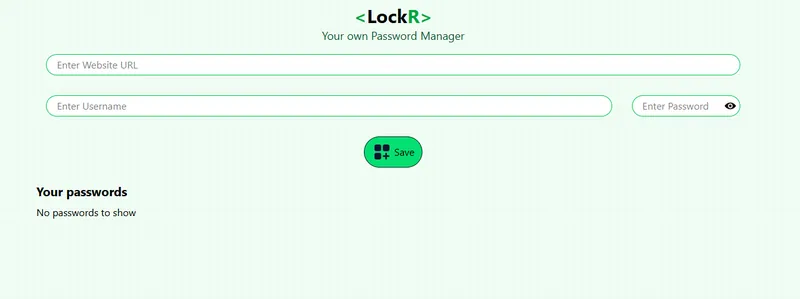 <LockR>
Your own Password Manager
Enter Website URL
Enter Username
Enter Password
Save
Your passwords
No passwords to show